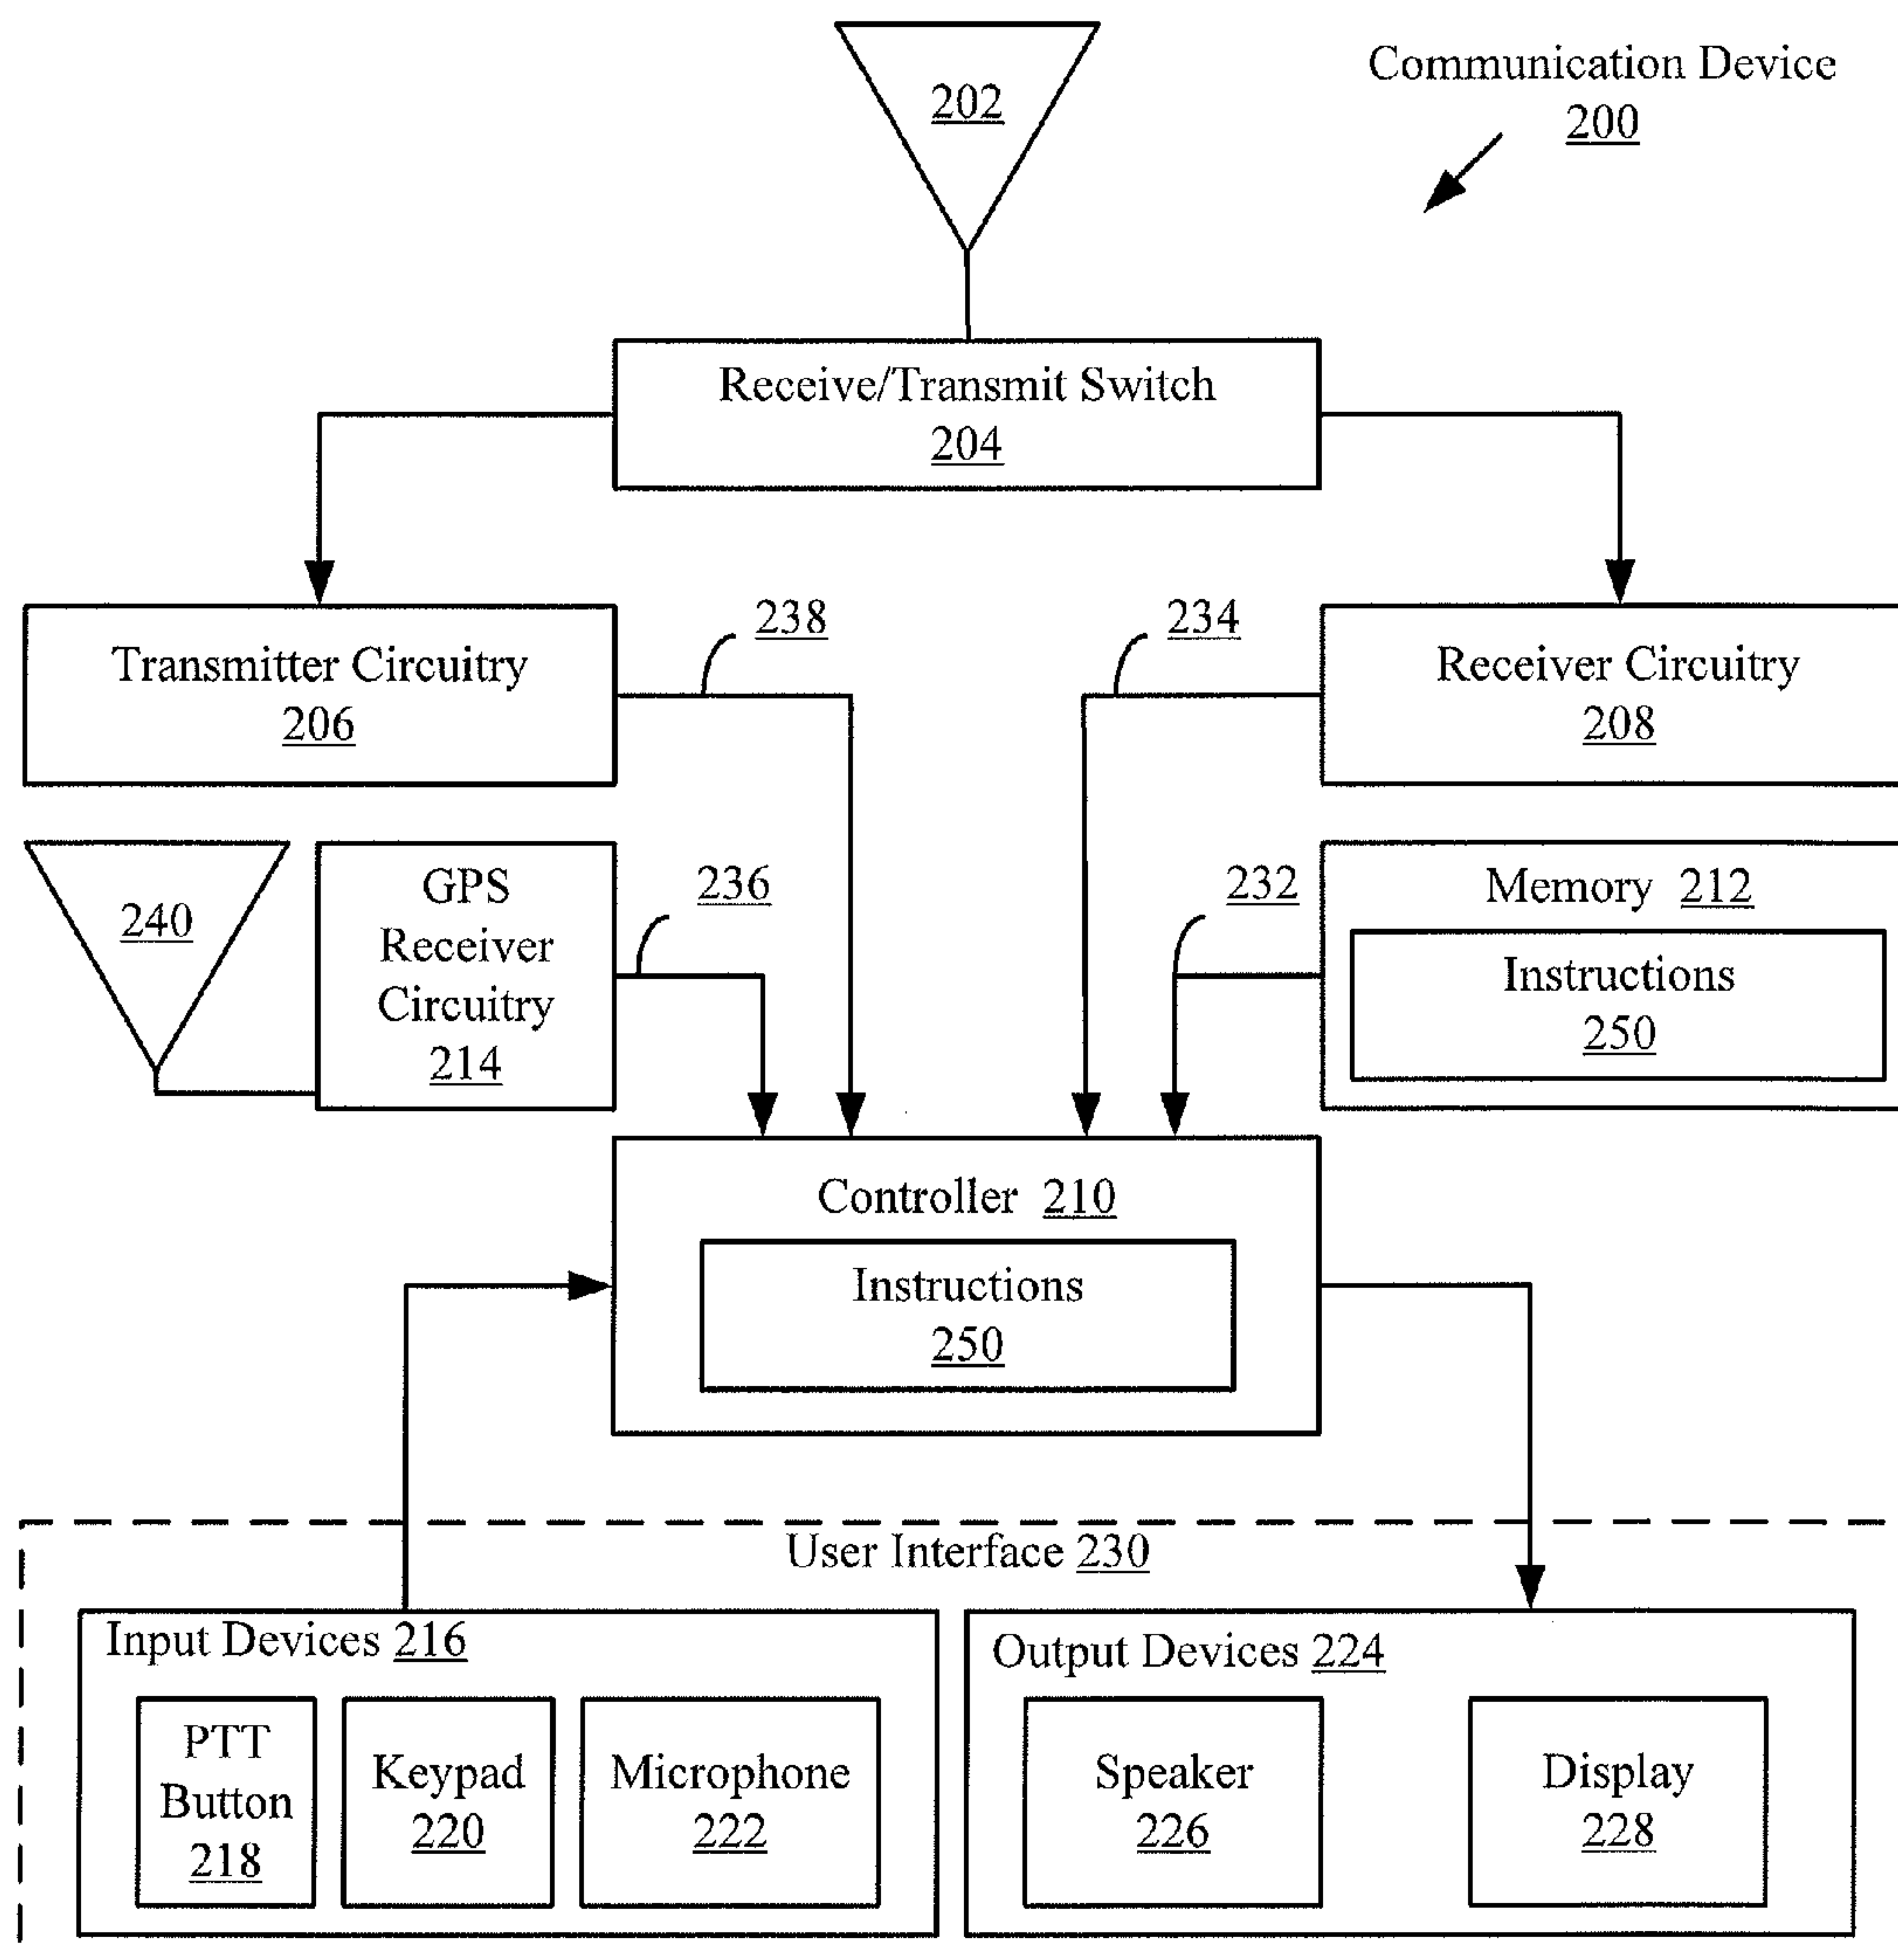 202
Communication Device
200
Receive/Transmit Switch
204
238
234
Transmitter Circuitry
206
Receiver Circuitry
208
240
GPS
Receiver
Circuitry
214
236
232
Memory 212
Instructions
250
Controller 210
Instructions
250
User Interface 230
Input Devices 216
PTT
Button
218
Keypad
220
Microphone
222
Output Devices 224
Speaker
226
Display
228